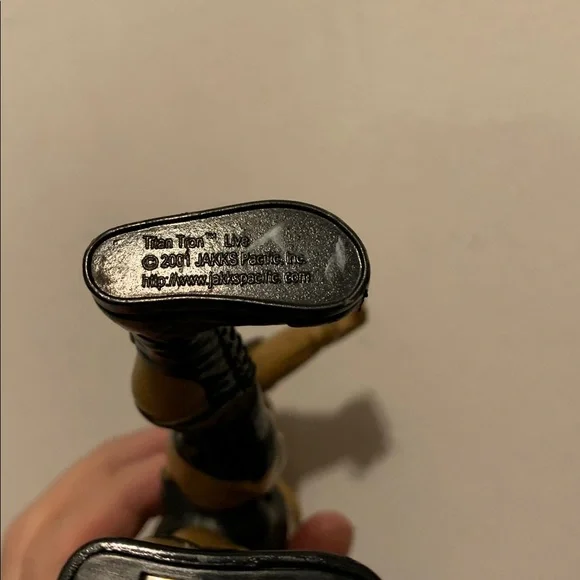 Titan Tron™ Live
© 2001 JAKKS Pacific, Inc.
http://www.jakkspacific.com